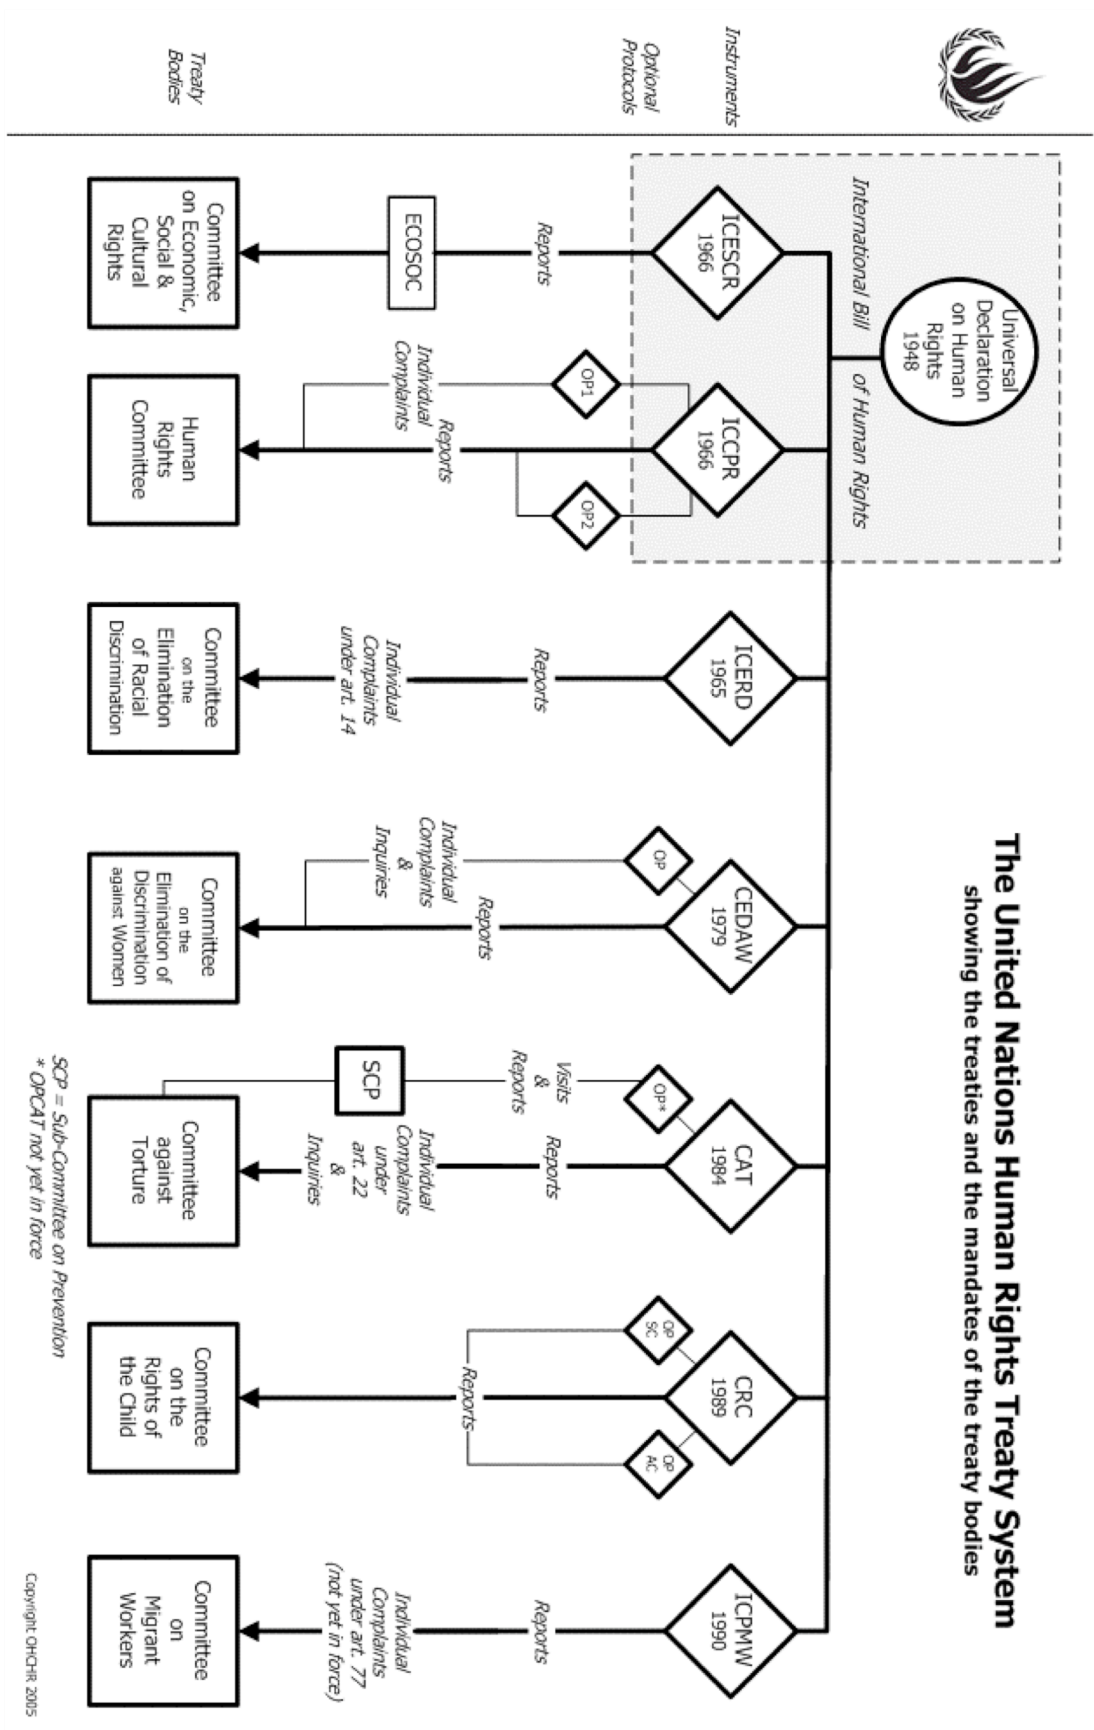 The United Nations Human Rights Treaty System
showing the treaties and the mandates of the treaty bodies
Universal
Declaration
on Human
Rights
1948
International Bill
of Human Rights
Instruments
ICESCR
1966
ICCPR
1966
ICERD
1965
CEDAW
1979
CAT
1984
CRC
1989
ICPMW
1990
Optional
Protocols
OP1
OP2
OP
OP*
OP
SC
OP
AC
Reports
ECOSOC
Individual
Complaints
Reports
Reports
Individual
Complaints
under art. 14
Individual
Complaints
&
Inquiries
Reports
Visits
&
Reports
SCP
Reports
Individual
Complaints
under
art. 22
&
Inquiries
Reports
Reports
Individual
Complaints
under art. 77
(not yet in force)
Treaty
Bodies
Committee
on Economic,
Social &
Cultural
Rights
Human
Rights
Committee
Committee
on the
Elimination
of Racial
Discrimination
Committee
on the
Elimination of
Discrimination
against Women
Committee
against
Torture
Committee
on the
Rights of
the Child
Committee
on
Migrant
Workers
SCP = Sub-Committee on Prevention
* OPCAT not yet in force
Copyright OHCHR 2005